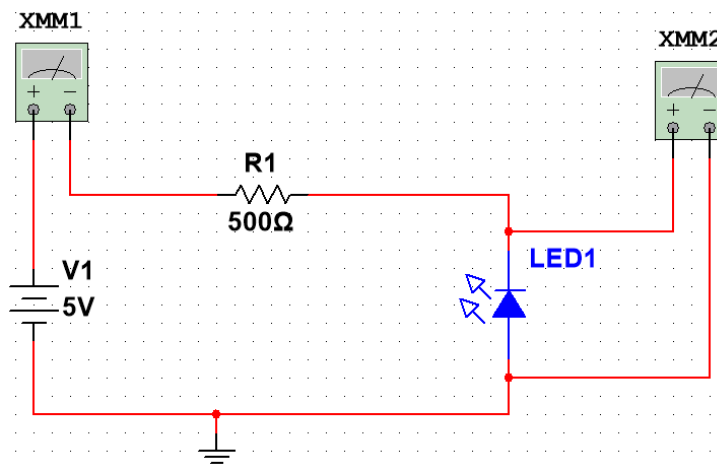 XMM1
XMM2
+ −
+ −
R1
500Ω
LED1
V1
5V